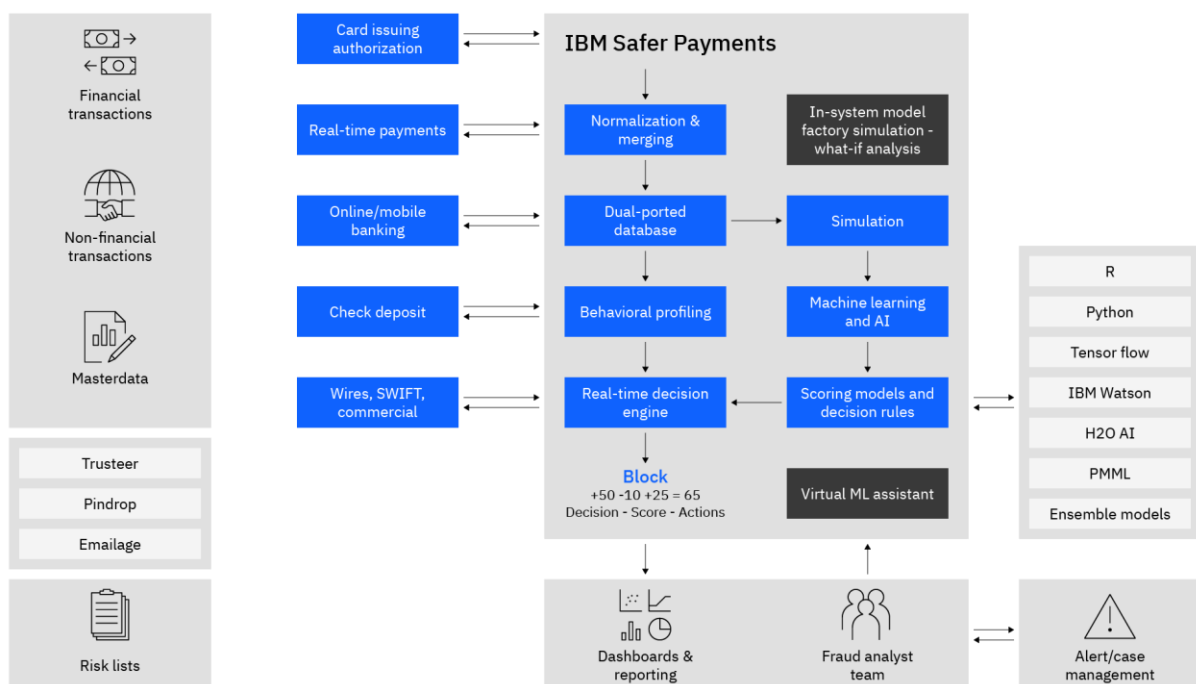 Financial
transactions
Non-financial
transactions
Masterdata
Trusteer
Pindrop
Emailage
Risk lists
Card issuing
authorization
Real-time payments
Online/mobile
banking
Check deposit
Wires, SWIFT,
commercial
IBM Safer Payments
Normalization &
merging
In-system model
factory simulation -
what-if analysis
Dual-ported
database
Simulation
Behavioral profiling
Machine learning
and AI
Real-time decision
engine
Scoring models and
decision rules
Block
+50 -10 +25 = 65
Decision - Score - Actions
Virtual ML assistant
R
Python
Tensor flow
IBM Watson
H2O AI
PMML
Ensemble models
Dashboards &
reporting
Fraud analyst
team
Alert/case
management